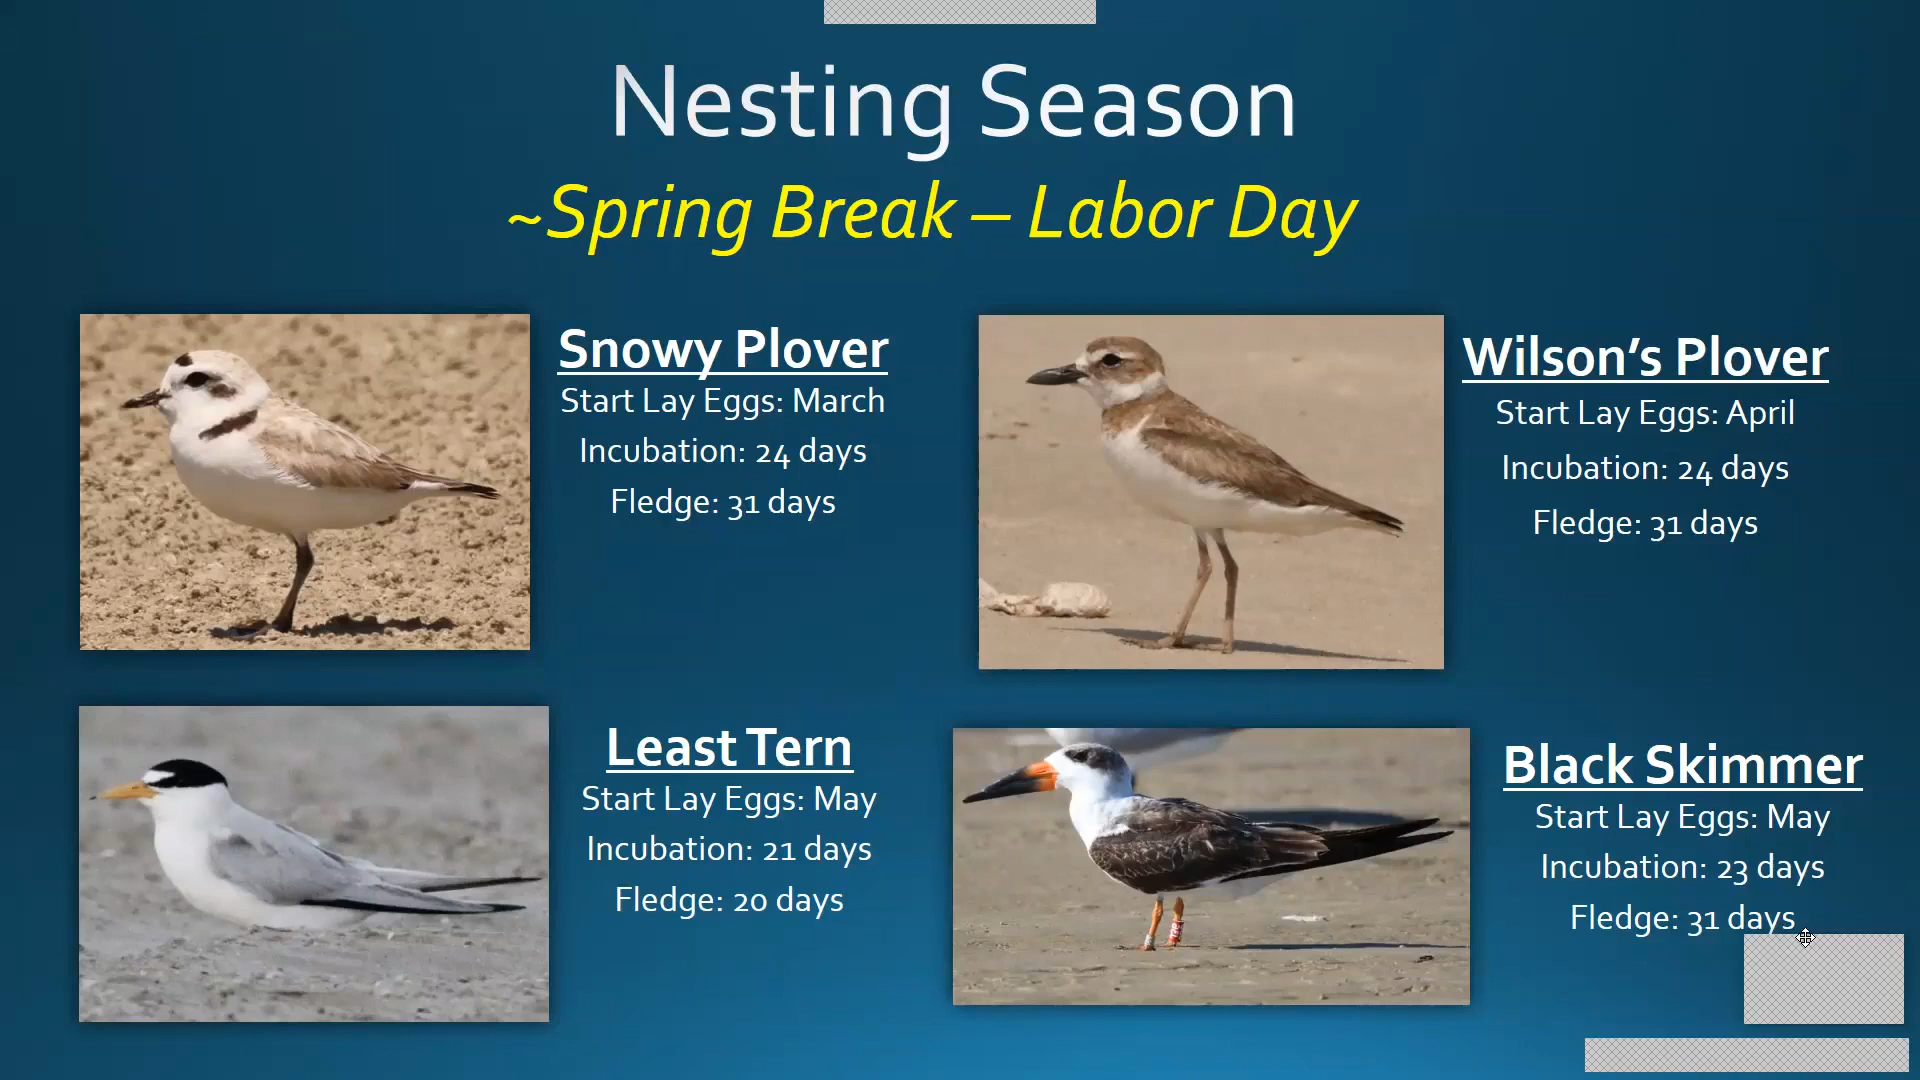 Nesting Season
~Spring Break – Labor Day
Snowy Plover
Start Lay Eggs: March
Incubation: 24 days
Fledge: 31 days
Wilson’s Plover
Start Lay Eggs: April
Incubation: 24 days
Fledge: 31 days
Least Tern
Start Lay Eggs: May
Incubation: 21 days
Fledge: 20 days
Black Skimmer
Start Lay Eggs: May
Incubation: 23 days
Fledge: 31 days